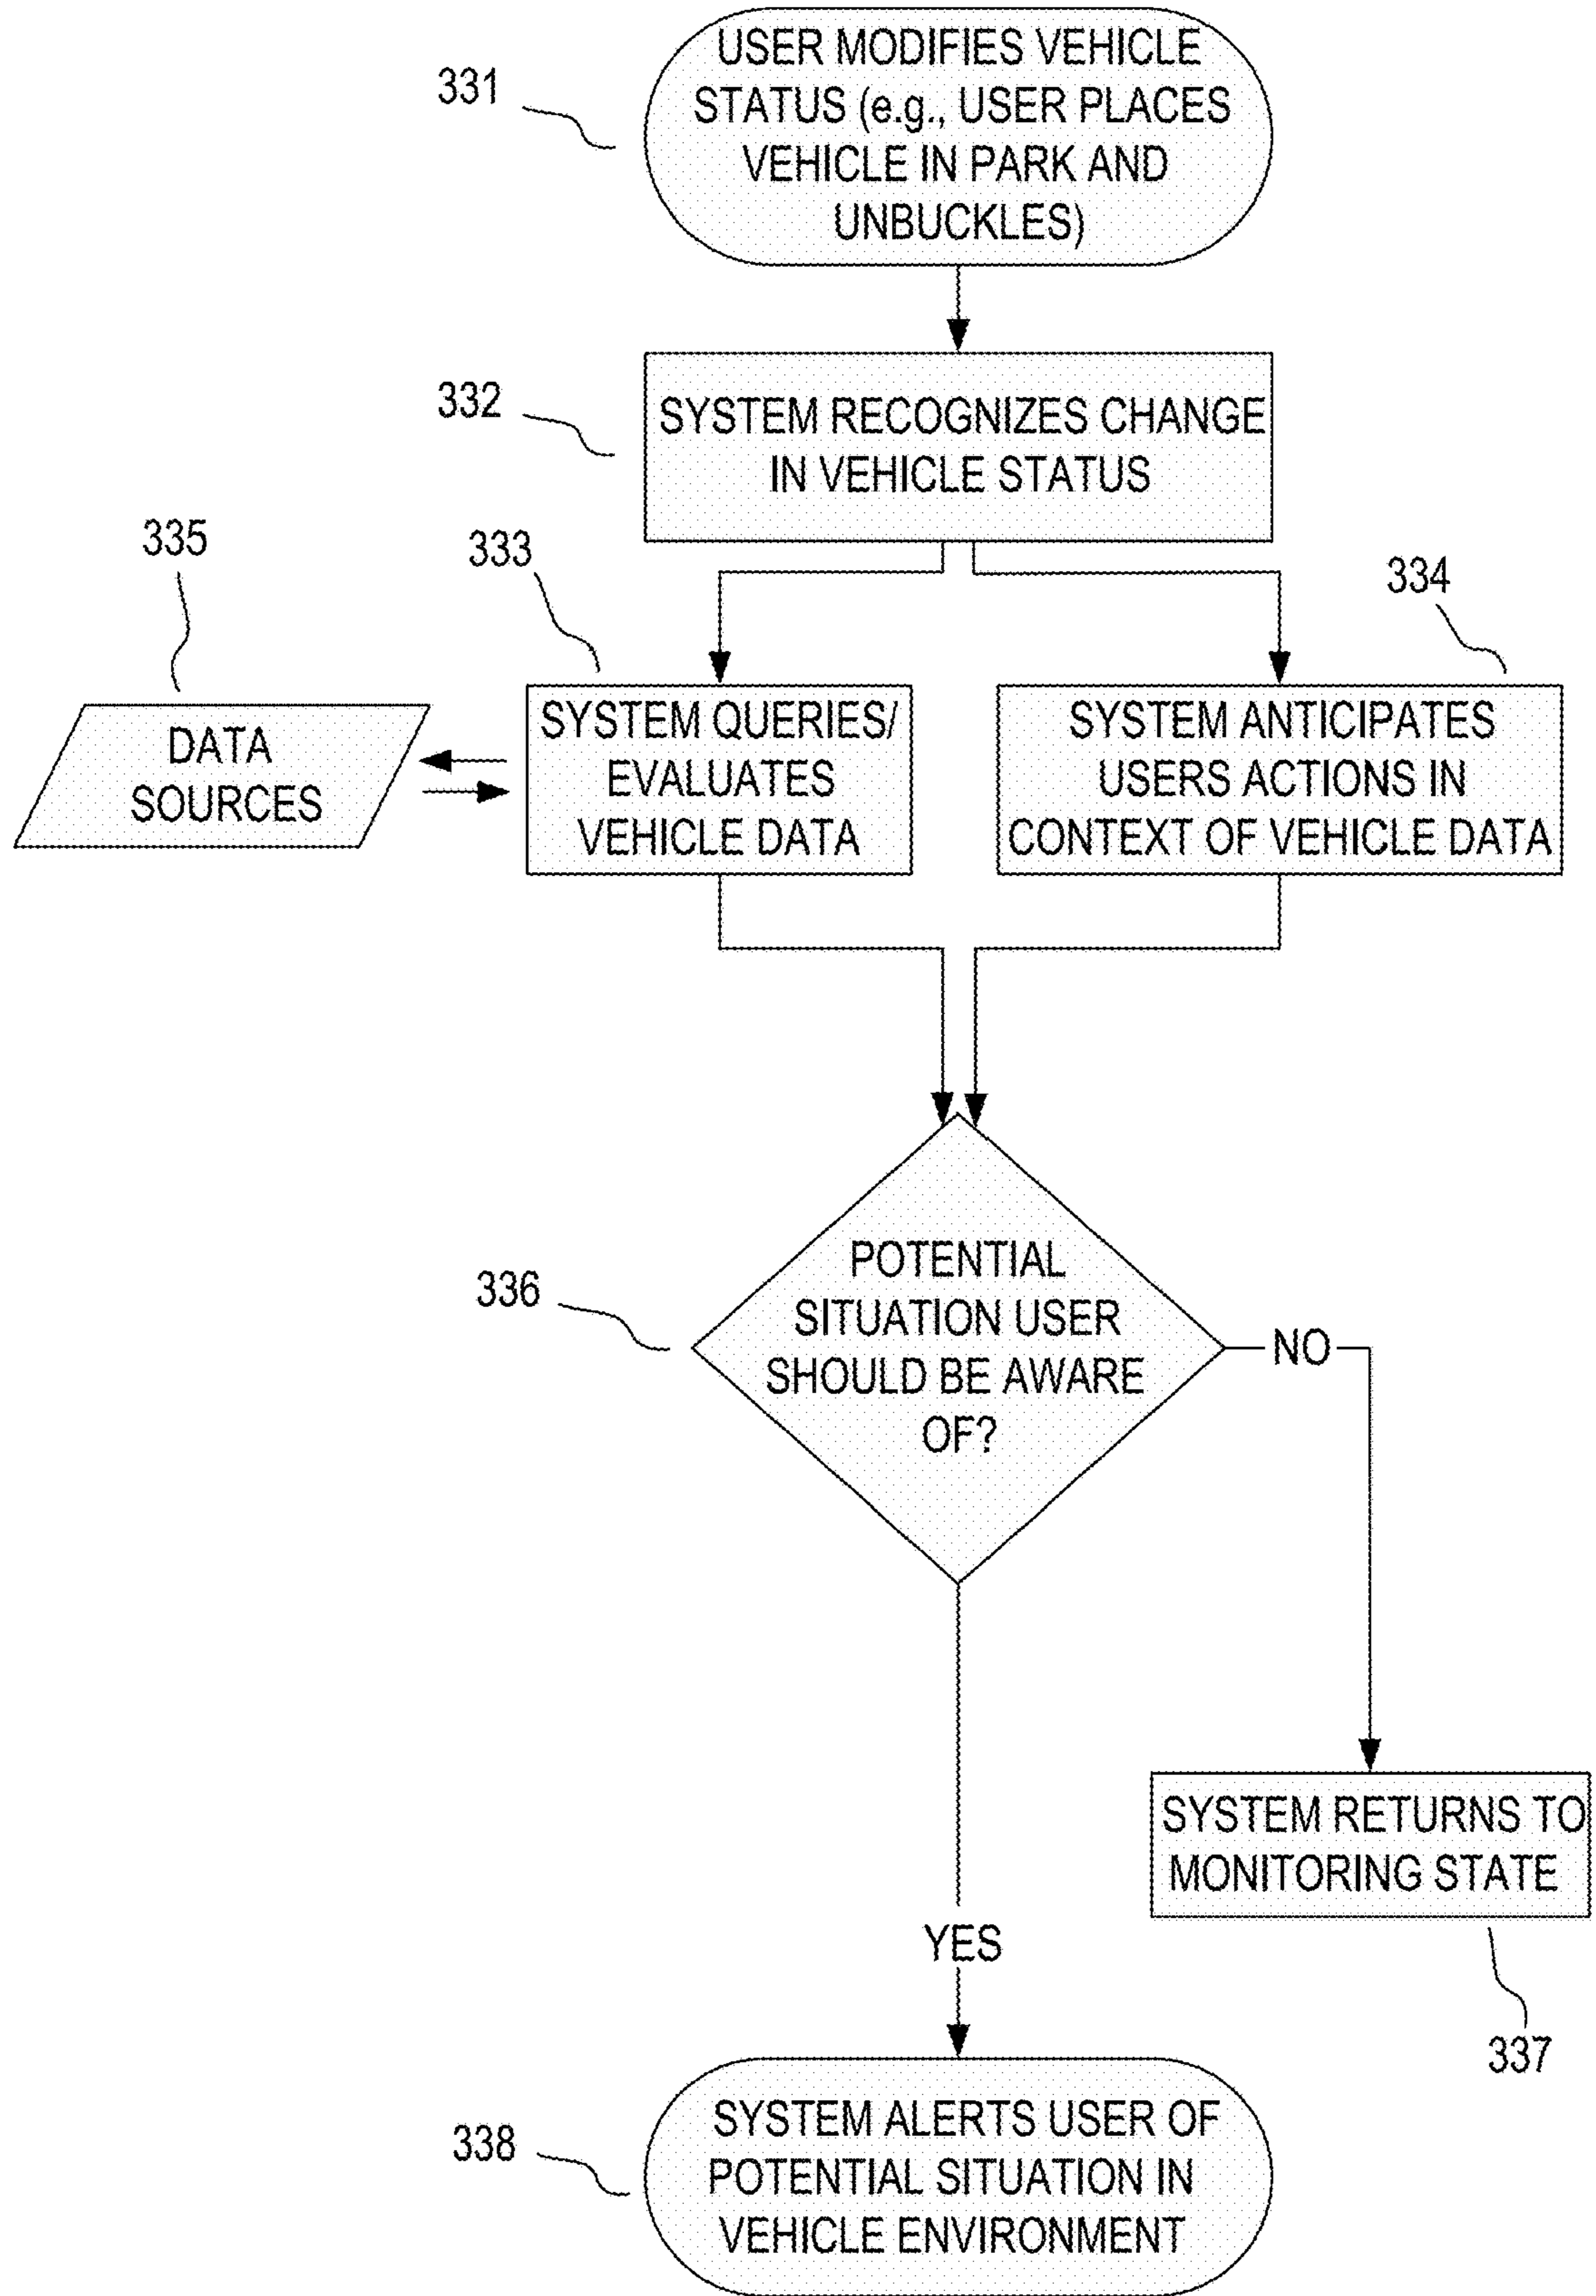 331
USER MODIFIES VEHICLE
STATUS (e.g., USER PLACES
VEHICLE IN PARK AND
UNBUCKLES)
332
SYSTEM RECOGNIZES CHANGE
IN VEHICLE STATUS
335
333
334
DATA
SOURCES
SYSTEM QUERIES/
EVALUATES
VEHICLE DATA
SYSTEM ANTICIPATES
USERS ACTIONS IN
CONTEXT OF VEHICLE DATA
336
POTENTIAL
SITUATION USER
SHOULD BE AWARE
OF?
NO
SYSTEM RETURNS TO
MONITORING STATE
337
YES
338
SYSTEM ALERTS USER OF
POTENTIAL SITUATION IN
VEHICLE ENVIRONMENT